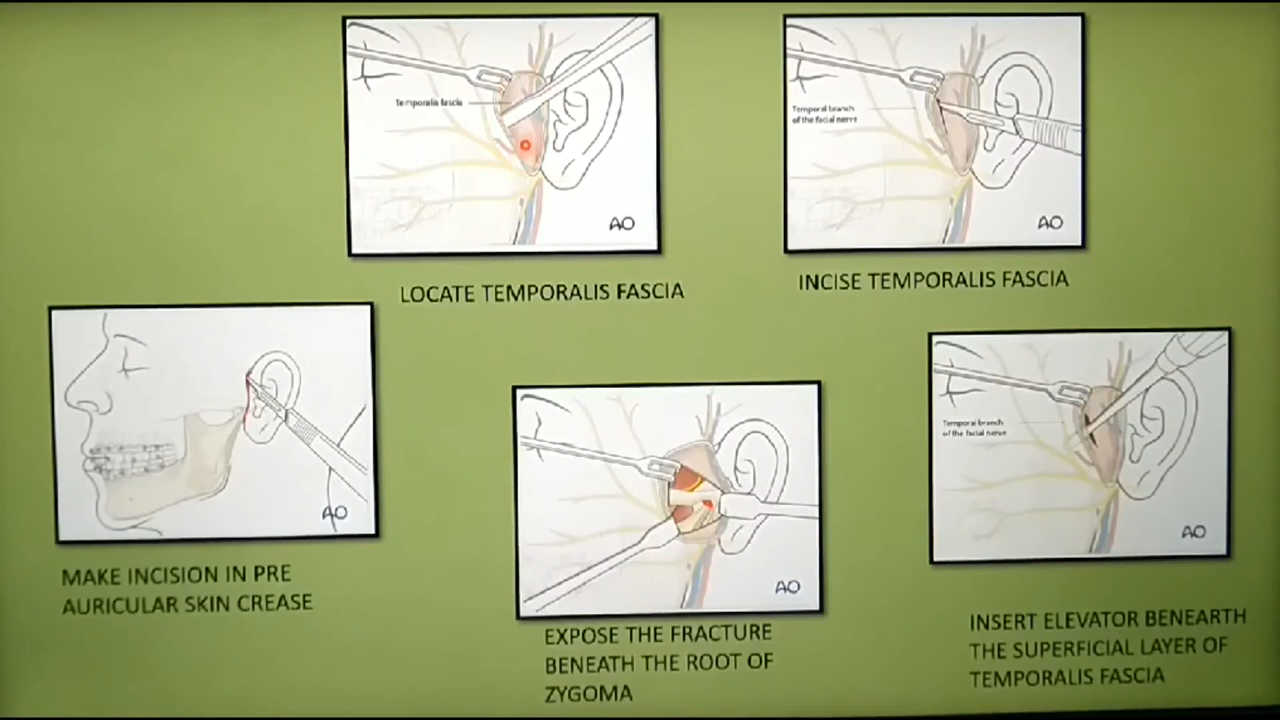 Temporalis fascia
AO
LOCATE TEMPORALIS FASCIA
Temporal branch
of the facial nerve
AO
INCISE TEMPORALIS FASCIA
AO
MAKE INCISION IN PRE
AURICULAR SKIN CREASE
AO
EXPOSE THE FRACTURE
BENEATH THE ROOT OF
ZYGOMA
Temporal branch
of the facial nerve
AO
INSERT ELEVATOR BENEARTH
THE SUPERFICIAL LAYER OF
TEMPORALIS FASCIA